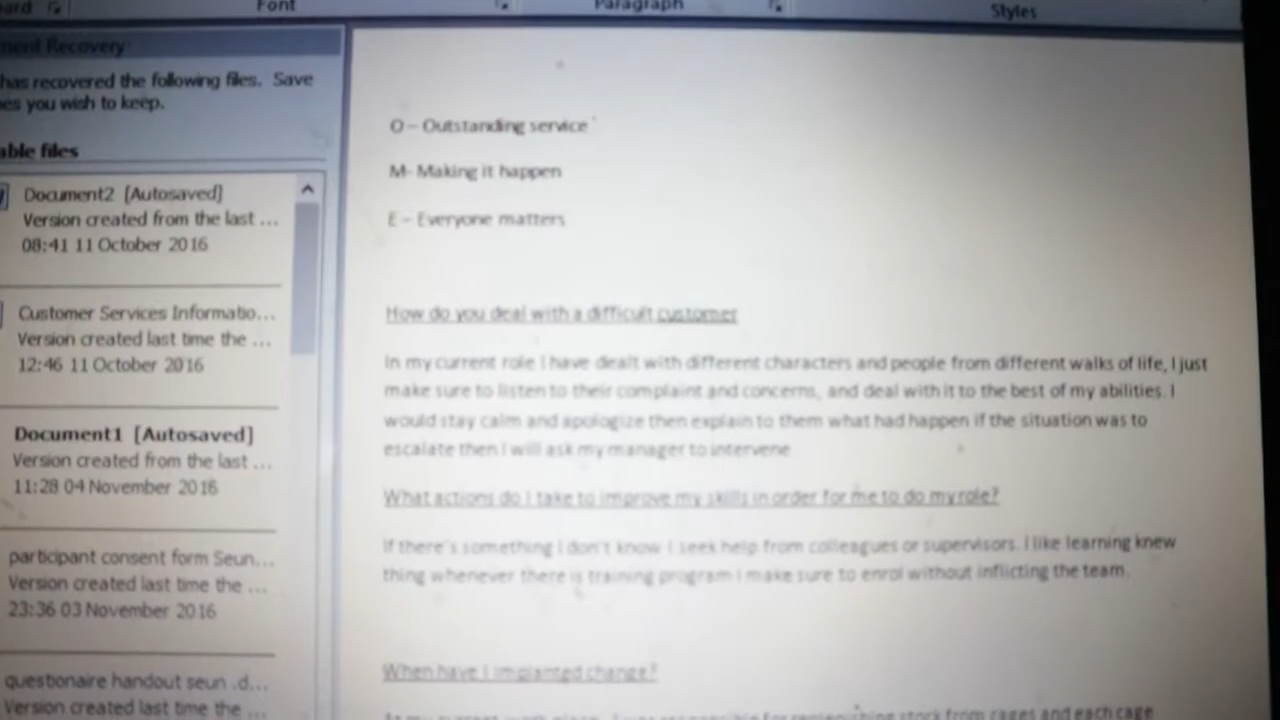 Font
Paragraph
Styles
Recovery
has recovered the following files. Save
you wish to keep.
files
Document2 [Autosaved]
Version created from the last ...
08:41 11 October 2016
Customer Services Informatio...
Version created last time the ...
12:46 11 October 2016
Document1 [Autosaved]
Version created from the last ...
11:28 04 November 2016
participant consent form Seun...
Version created last time the ...
23:36 03 November 2016
questionaire handout seun .d...
Version created last time the ...
O – Outstanding service
M- Making it happen
E – Everyone matters
How do you deal with a difficult customer
In my current role I have dealt with different characters and people from different walks of life, I just
make sure to listen to their complaint and concerns, and deal with it to the best of my abilities. I
would stay calm and apologize then explain to them what had happen if the situation was to
escalate then I will ask my manager to intervene
What actions do I take to improve my skills in order for me to do my role?
If there's something I don't know I seek help from colleagues or supervisors. I like learning knew
thing whenever there is training program I make sure to enrol without inflicting the team.
When have I implanted change?
stock from cages and each cage